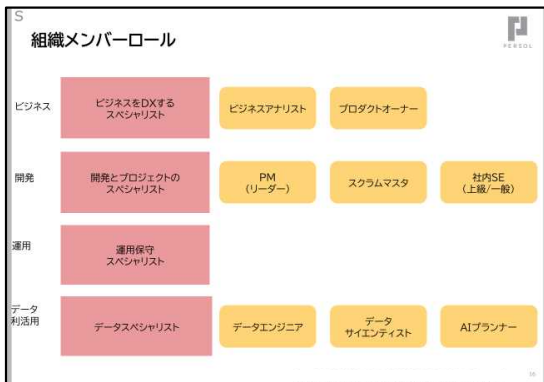 S
組織メンバーロール
PERSOL
ビジネス
ビジネスをDXする
スペシャリスト
ビジネスアナリスト
プロダクトオーナー
開発
開発とプロジェクトの
スペシャリスト
PM
(リーダー)
スクラムマスタ
社内SE
(上級/一般)
運用
運用保守
スペシャリスト
データ
利活用
データスペシャリスト
データエンジニア
データ
サイエンティスト
AIプランナー